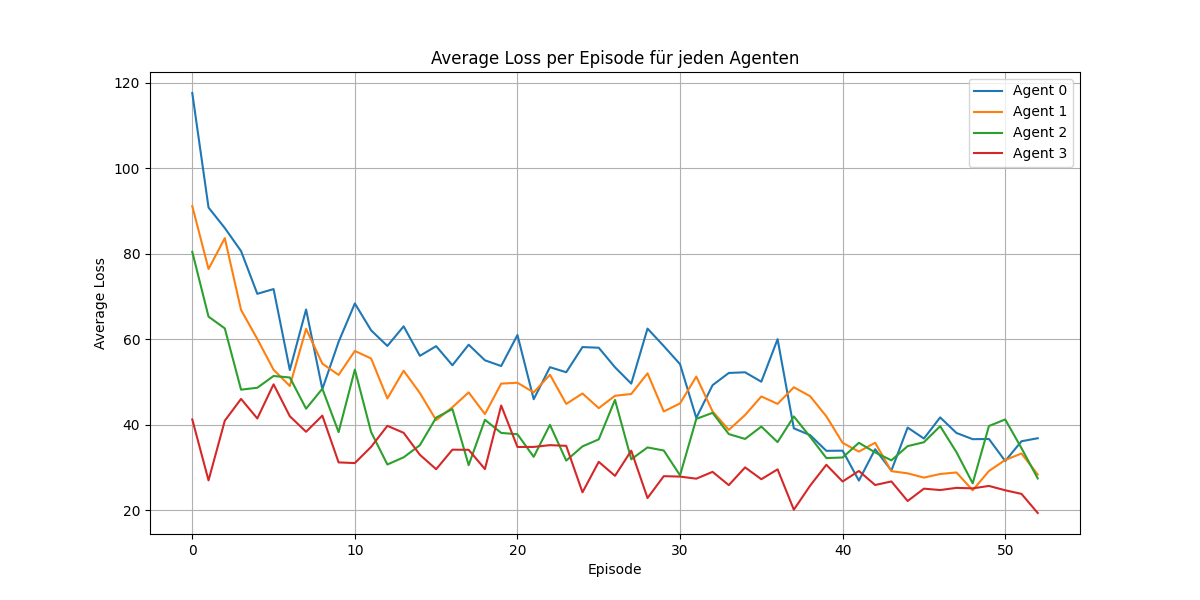 Average Loss per Episode für jeden Agenten
Average Loss
120
100
80
60
40
20
Agent 0
Agent 1
Agent 2
Agent 3
0 10 20 30 40 50
Episode